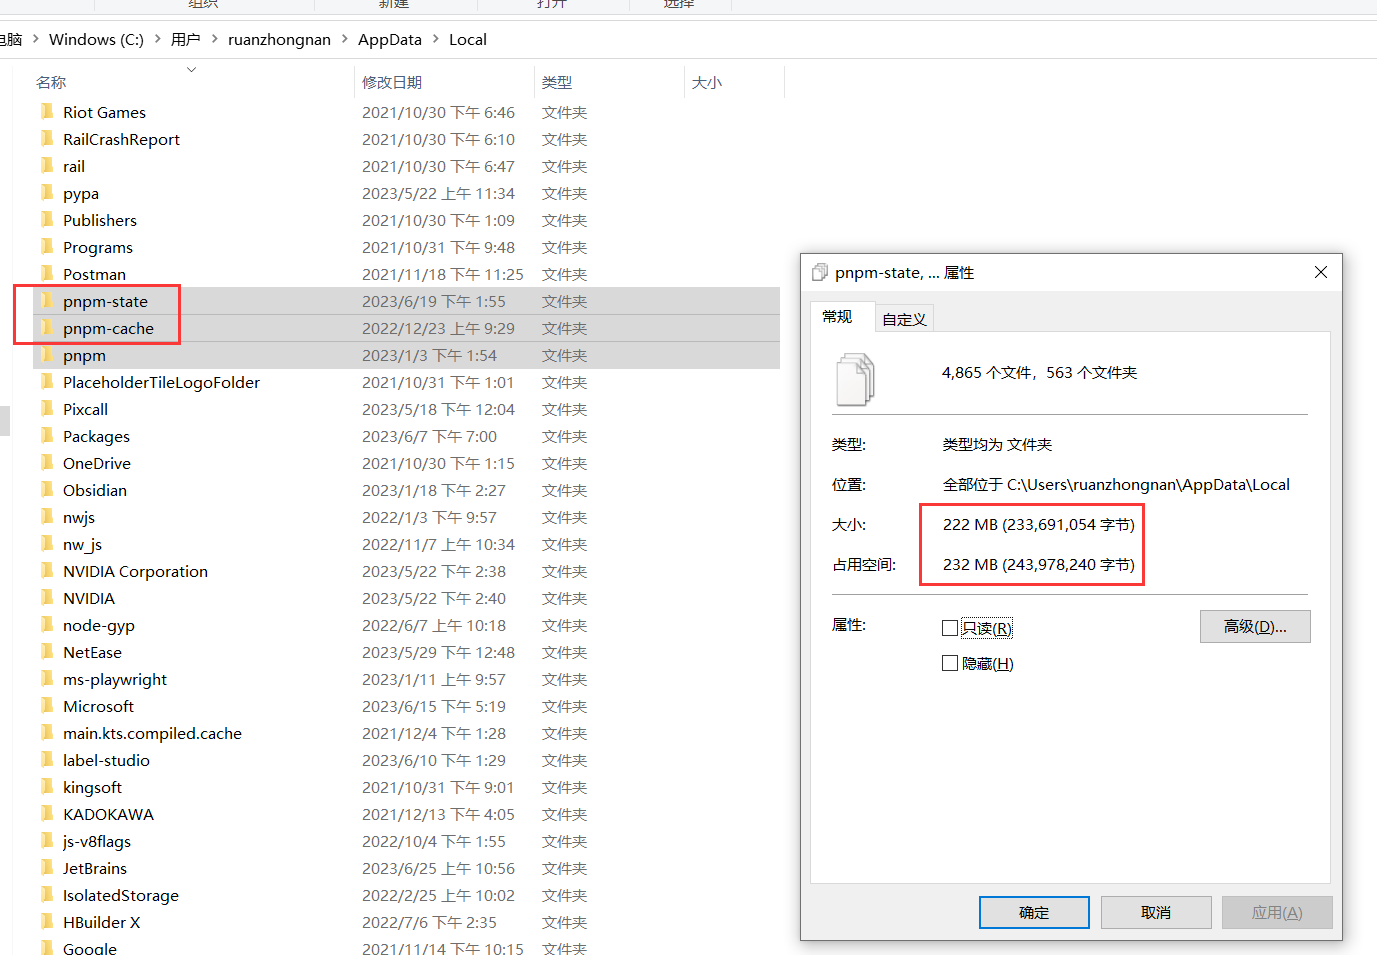 组织 新建 打开 选择
电脑 > Windows (C:) > 用户 > ruanzhongnan > AppData > Local
名称 修改日期 类型 大小
Riot Games 2021/10/30 下午 6:46 文件夹
RailCrashReport 2021/10/30 下午 6:10 文件夹
rail 2021/10/30 下午 6:47 文件夹
pypa 2023/5/22 上午 11:34 文件夹
Publishers 2021/10/30 下午 1:09 文件夹
Programs 2021/10/31 下午 9:48 文件夹
Postman 2021/11/18 下午 11:25 文件夹
pnpm-state 2023/6/19 下午 1:55 文件夹
pnpm-cache 2022/12/23 上午 9:29 文件夹
pnpm 2023/1/3 下午 1:54 文件夹
PlaceholderTileLogoFolder 2021/10/31 下午 1:01 文件夹
Pixcall 2023/5/18 下午 12:04 文件夹
Packages 2023/6/7 下午 7:00 文件夹
OneDrive 2021/10/30 下午 1:15 文件夹
Obsidian 2023/1/18 下午 2:27 文件夹
nwjs 2022/1/3 下午 9:57 文件夹
nw_js 2022/11/7 上午 10:34 文件夹
NVIDIA Corporation 2023/5/22 下午 2:38 文件夹
NVIDIA 2023/5/22 下午 2:40 文件夹
node-gyp 2022/6/7 上午 10:18 文件夹
NetEase 2023/5/29 下午 12:48 文件夹
ms-playwright 2023/1/11 上午 9:57 文件夹
Microsoft 2023/6/15 下午 5:19 文件夹
main.kts.compiled.cache 2021/12/4 下午 1:28 文件夹
label-studio 2023/6/10 下午 1:29 文件夹
kingsoft 2021/10/31 下午 9:01 文件夹
KADOKAWA 2021/12/13 下午 4:05 文件夹
js-v8flags 2022/10/4 下午 1:55 文件夹
JetBrains 2023/6/25 上午 10:56 文件夹
IsolatedStorage 2022/2/25 上午 10:02 文件夹
HBuilder X 2022/7/6 下午 2:35 文件夹
Google 2021/11/14 下午 10:15 文件夹
pnpm-state, ... 属性
常规 自定义
4,865 个文件，563 个文件夹
类型: 类型均为 文件夹
位置: 全部位于 C:\Users\ruanzhongnan\AppData\Local
大小: 222 MB (233,691,054 字节)
占用空间: 232 MB (243,978,240 字节)
属性: 只读(R) 高级(D)...
隐藏(H)
确定 取消 应用(A)